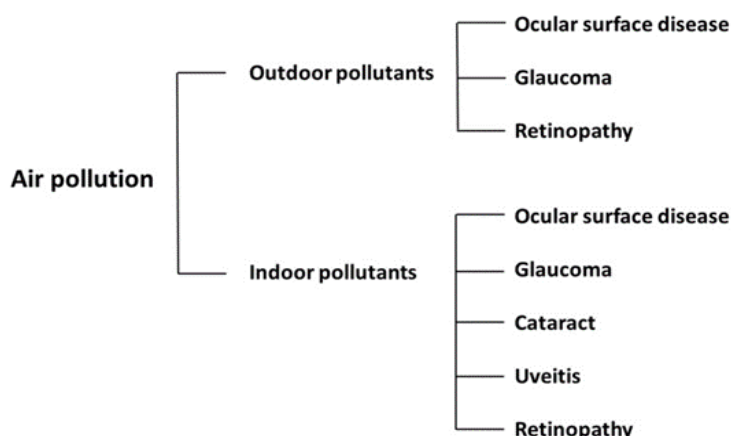 Air pollution
Outdoor pollutants
Ocular surface disease
Glaucoma
Retinopathy
Indoor pollutants
Ocular surface disease
Glaucoma
Cataract
Uveitis
Retinopathy